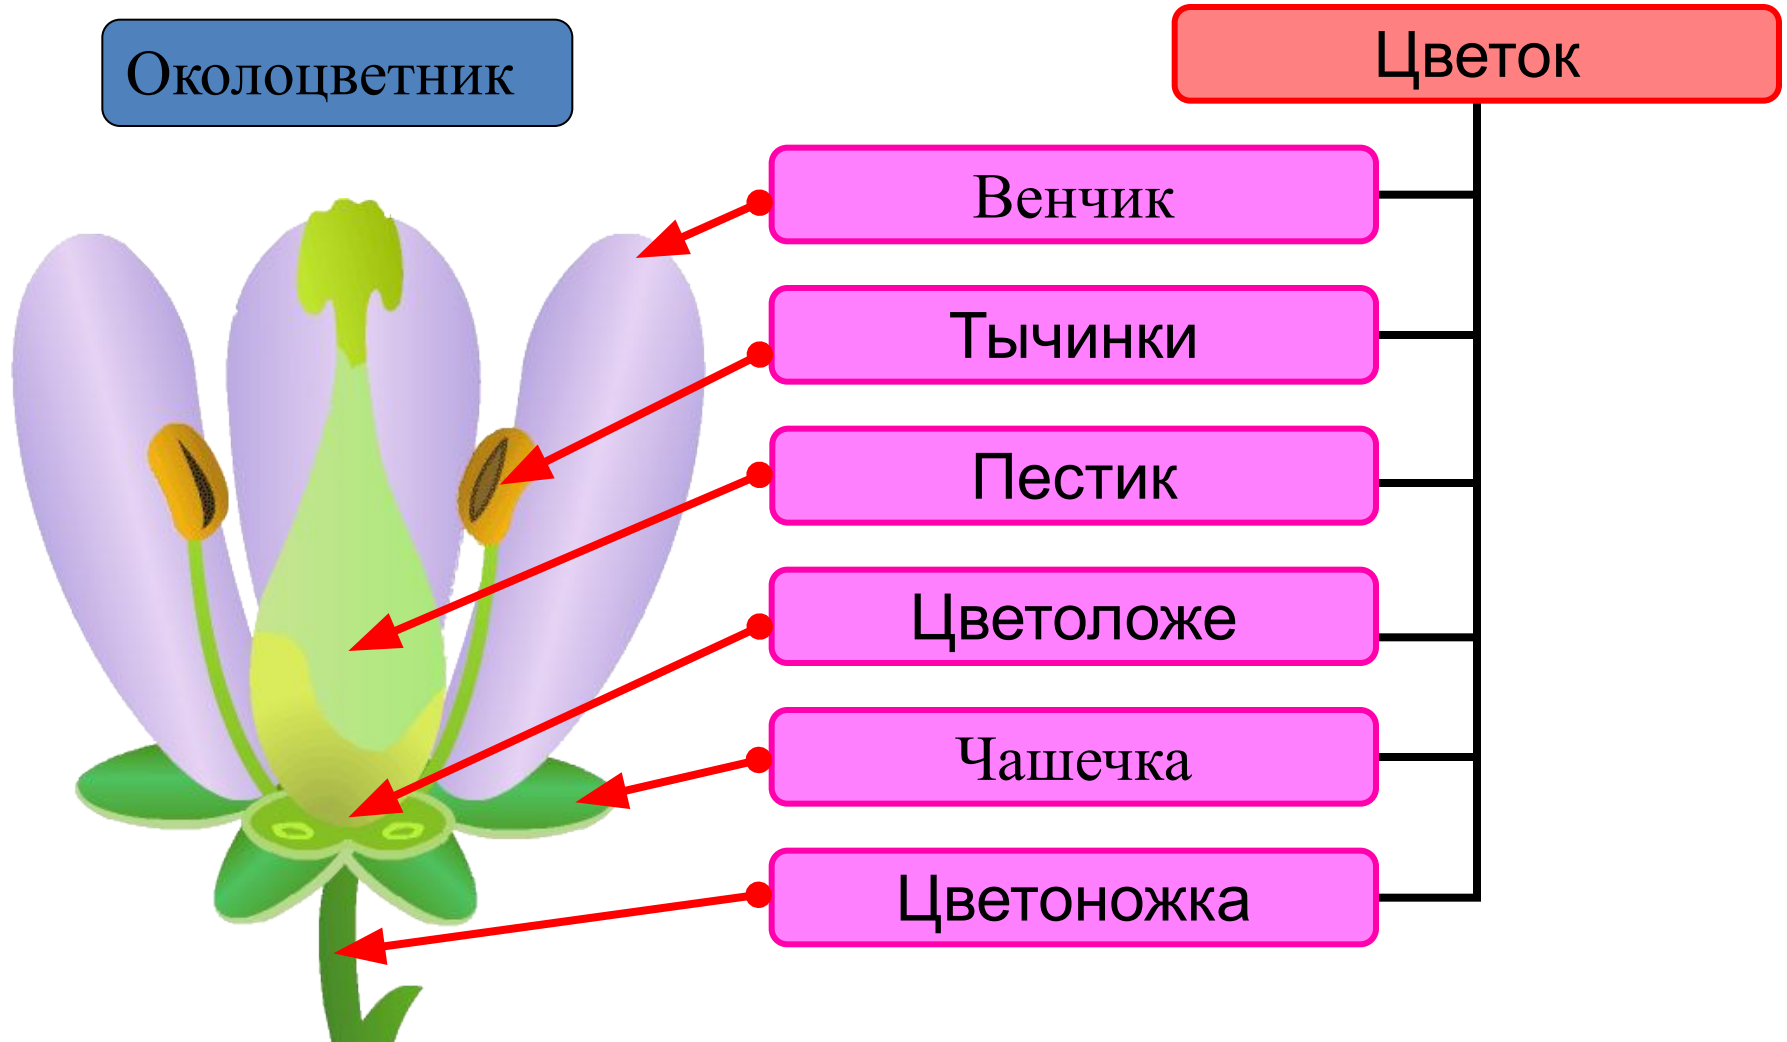 Околоцветник
Цветок
Венчик
Тычинки
Пестик
Цветоложе
Чашечка
Цветоножка